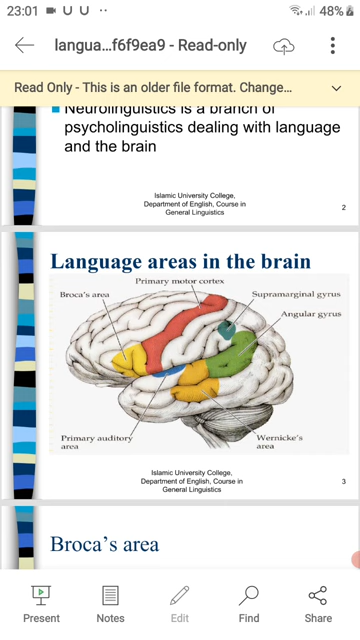 23:01
U U
48%
langua...f6f9ea9 - Read-only
Read Only - This is an older file format. Change...
Neurolinguistics is a branch of
psycholinguistics dealing with language
and the brain
Islamic University College,
Department of English, Course in
General Linguistics
2
Language areas in the brain
Primary motor cortex
Broca's area
Supramarginal gyrus
Angular gyrus
Primary auditory
area
Wernicke's
area
Islamic University College,
Department of English, Course in
General Linguistics
3
Broca's area
Present
Notes
Edit
Find
Share